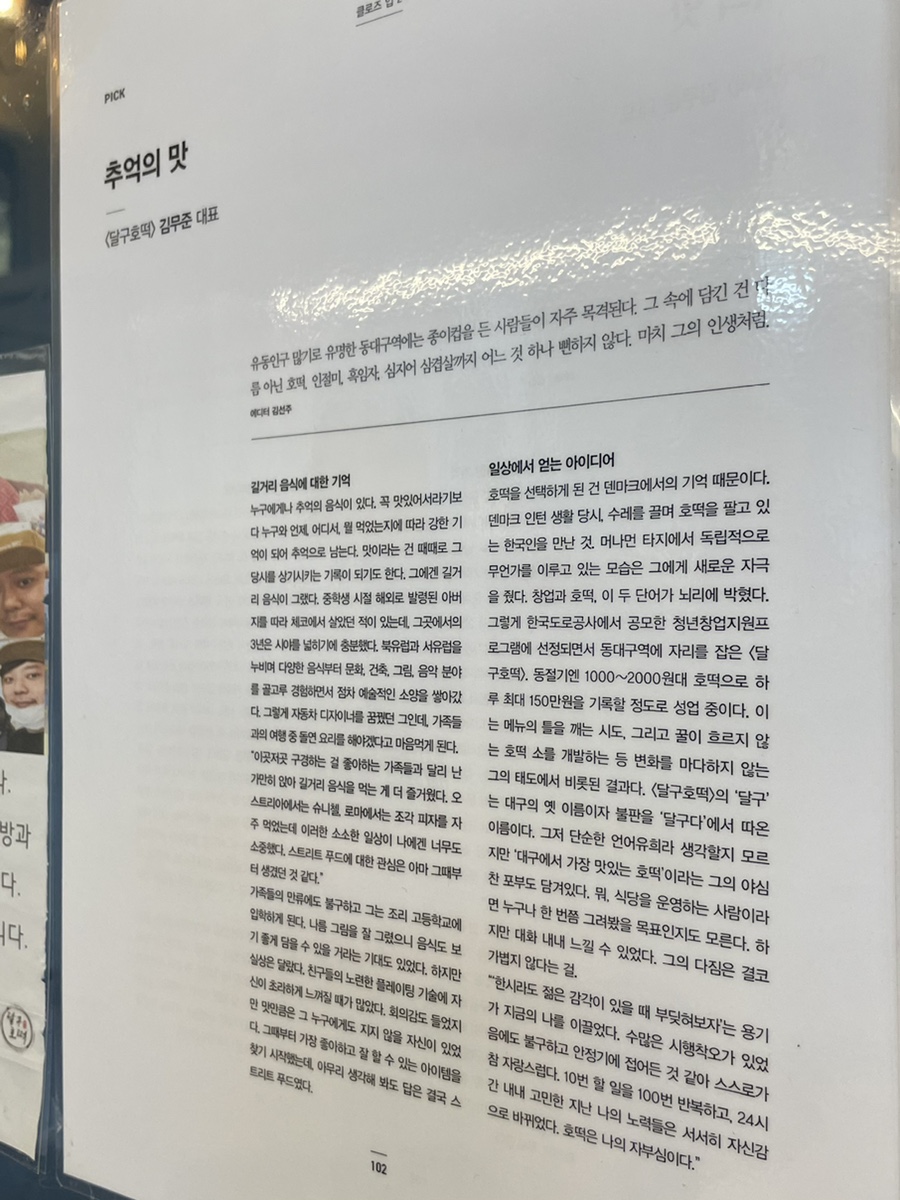 클로즈 업
PICK
추억의 맛
〈달구호떡〉 김무준 대표
유동인구 많기로 유명한 동대구역에는 종이컵을 든 사람들이 자주 목격된다. 그 속에 담긴 건 다
름 아닌 호떡. 인절미, 흑임자, 심지어 삼겹살까지 어느 것 하나 뻔하지 않다. 마치 그의 인생처럼.
에디터 김선주
길거리 음식에 대한 기억
누구에게나 추억의 음식이 있다. 꼭 맛있어서라기보
다 누구와 언제, 어디서, 뭘 먹었는지에 따라 강한 기
억이 되어 추억으로 남는다. 맛이라는 건 때때로 그
당시를 상기시키는 기록이 되기도 한다. 그에겐 길거
리 음식이 그랬다. 중학생 시절 해외로 발령된 아버
지를 따라 체코에서 살았던 적이 있는데, 그곳에서의
3년은 시야를 넓히기에 충분했다. 북유럽과 서유럽을
누비며 다양한 음식부터 문화, 건축, 그림, 음악 분야
를 골고루 경험하면서 점차 예술적인 소양을 쌓아갔
다. 그렇게 자동차 디자이너를 꿈꿨던 그인데, 가족들
과의 여행 중 돌연 요리를 해야겠다고 마음먹게 된다.
“이곳저곳 구경하는 걸 좋아하는 가족들과 달리 난
가만히 앉아 길거리 음식을 먹는 게 더 즐거웠다. 오
스트리아에서는 슈니첼, 로마에서는 조각 피자를 자
주 먹었는데 이러한 소소한 일상이 나에겐 너무도
소중했다. 스트리트 푸드에 대한 관심은 아마 그때부
터 생겼던 것 같다.”
가족들의 만류에도 불구하고 그는 조리 고등학교에
입학하게 된다. 나름 그림을 잘 그렸으니 음식도 보
기 좋게 담을 수 있을 거라는 기대도 있었다. 하지만
실상은 달랐다. 친구들의 노련한 플레이팅 기술에 자
신이 초라하게 느껴질 때가 많았다. 회의감도 들었지
만 맛만큼은 그 누구에게도 지지 않을 자신이 있었
다. 그때부터 가장 좋아하고 잘 할 수 있는 아이템을
찾기 시작했는데, 아무리 생각해 봐도 답은 결국 스
트리트 푸드였다.
일상에서 얻는 아이디어
호떡을 선택하게 된 건 덴마크에서의 기억 때문이다.
덴마크 인턴 생활 당시, 수레를 끌며 호떡을 팔고 있
는 한국인을 만난 것. 머나먼 타지에서 독립적으로
무언가를 이루고 있는 모습은 그에게 새로운 자극
을 줬다. 창업과 호떡, 이 두 단어가 뇌리에 박혔다.
그렇게 한국도로공사에서 공모한 청년창업지원프
로그램에 선정되면서 동대구역에 자리를 잡은 〈달
구호떡〉. 동절기엔 1000～2000원대 호떡으로 하
루 최대 150만원을 기록할 정도로 성업 중이다. 이
는 메뉴의 틀을 깨는 시도, 그리고 꿀이 흐르지 않
는 호떡 소를 개발하는 등 변화를 마다하지 않는
그의 태도에서 비롯된 결과다. 〈달구호떡〉의 ‘달구’
는 대구의 옛 이름이자 불판을 ‘달구다’에서 따온
이름이다. 그저 단순한 언어유희라 생각할지 모르
지만 ‘대구에서 가장 맛있는 호떡’이라는 그의 야심
찬 포부도 담겨있다. 뭐, 식당을 운영하는 사람이라
면 누구나 한 번쯤 그려봤을 목표인지도 모른다. 하
지만 대화 내내 느낄 수 있었다. 그의 다짐은 결코
가볍지 않다는 걸.
“‘한시라도 젊은 감각이 있을 때 부딪혀보자’는 용기
가 지금의 나를 이끌었다. 수많은 시행착오가 있었
음에도 불구하고 안정기에 접어든 것 같아 스스로가
참 자랑스럽다. 10번 할 일을 100번 반복하고, 24시
간 내내 고민한 지난 나의 노력들은 서서히 자신감
으로 바뀌었다. 호떡은 나의 자부심이다.”
102
방과
다.
니다.
달구
호떡